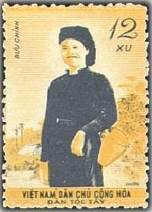 BƯU CHÍNH
12
XU
VIỆT NAM DÂN CHỦ CỘNG HÒA
DÂN TỘC TÀY